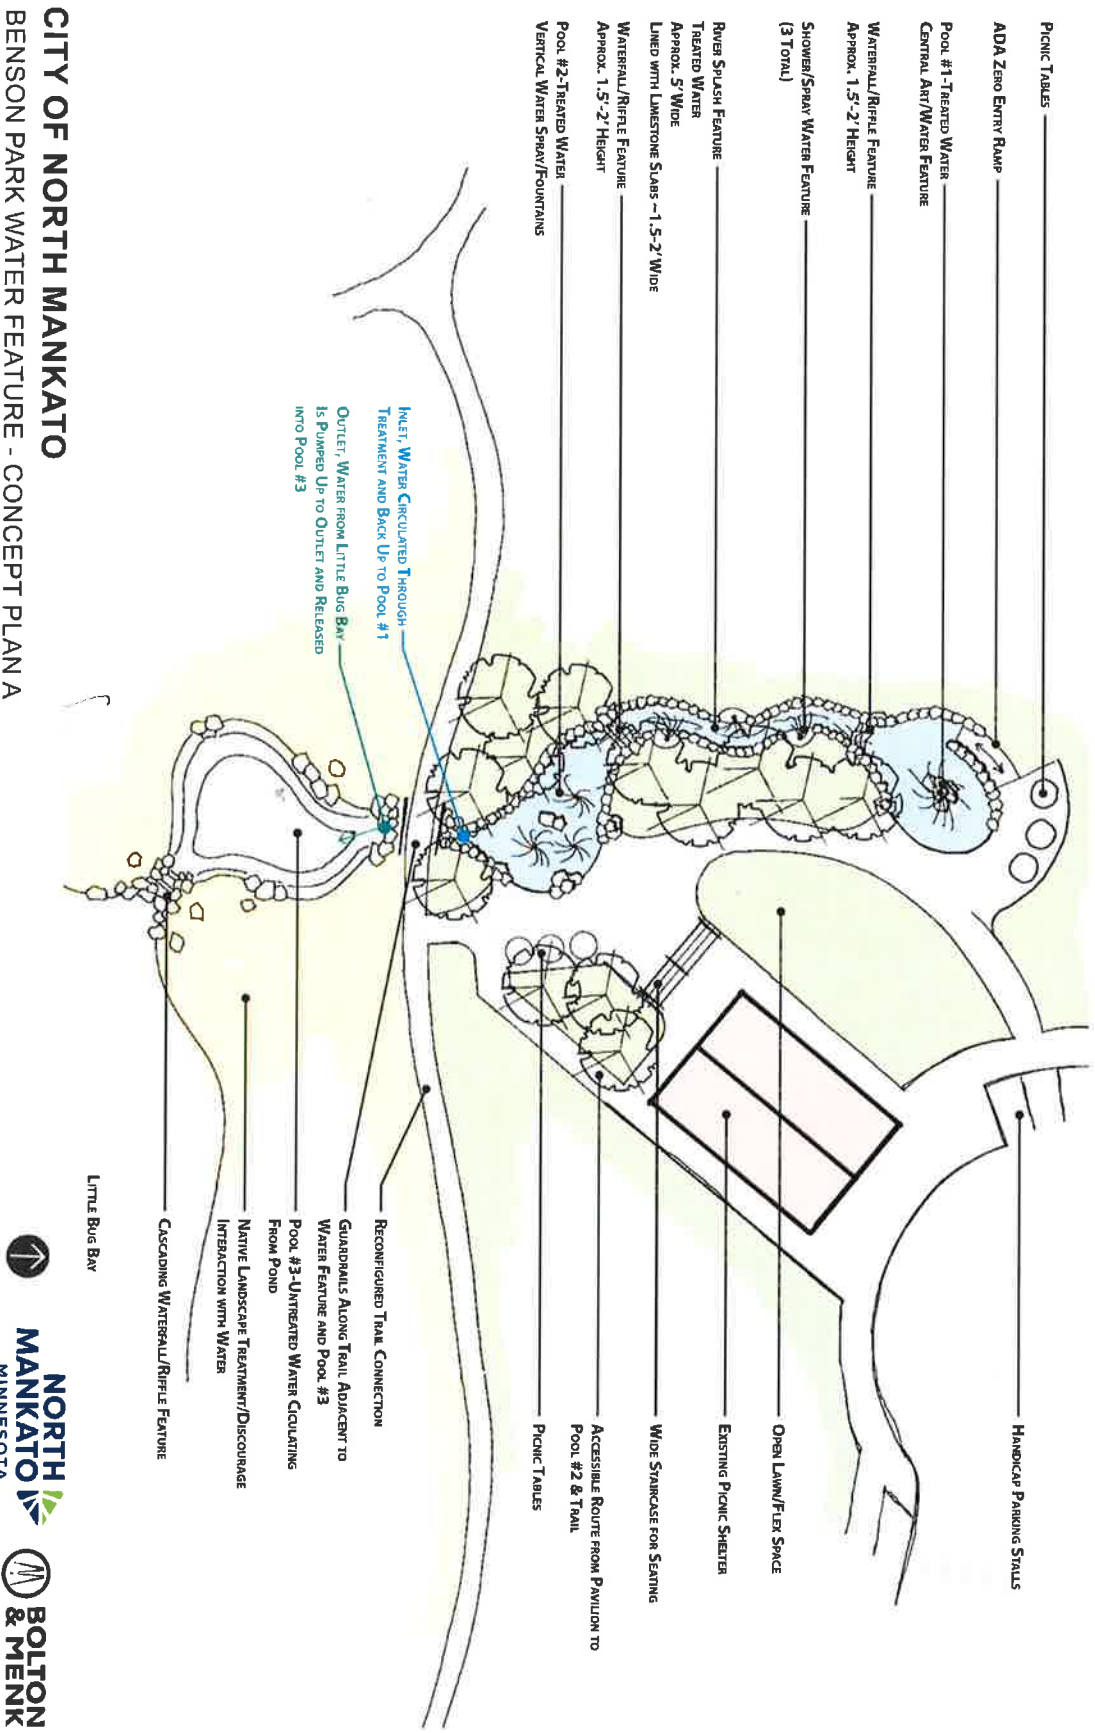 PICNIC TABLES
ADA ZERO ENTRY RAMP
POOL #1-TREATED WATER
CENTRAL ART/WATER FEATURE
WATERFALL/RIFFLE FEATURE
APPROX. 1.5'-2' HEIGHT
SHOWER/SPRAY WATER FEATURE
(3 TOTAL)
RIVER SPLASH FEATURE
TREATED WATER
APPROX. 5' WIDE
LINED WITH LIMESTONE SLABS ~1.5-2' WIDE
WATERFALL/RIFFLE FEATURE
APPROX. 1.5'-2' HEIGHT
POOL #2-TREATED WATER
VERTICAL WATER SPRAY/FOUNTAINS
INLET, WATER CIRCULATED THROUGH
TREATMENT AND BACK UP TO POOL #1
OUTLET, WATER FROM LITTLE BUG BAY
IS PUMPED UP TO OUTLET AND RELEASED
INTO POOL #3
HANDICAP PARKING STALLS
OPEN LAWN/FLEX SPACE
EXISTING PICNIC SHELTER
WIDE STAIRCASE FOR SEATING
ACCESSIBLE ROUTE FROM PAVILION TO
POOL #2 & TRAIL
PICNIC TABLES
RECONFIGURED TRAIL CONNECTION
GUARDRAILS ALONG TRAIL ADJACENT TO
WATER FEATURE AND POOL #3
POOL #3-UNTREATED WATER CICULATING
FROM POND
NATIVE LANDSCAPE TREATMENT/DISCOURAGE
INTERACTION WITH WATER
CASCADING WATERFALL/RIFFLE FEATURE
LITTLE BUG BAY
CITY OF NORTH MANKATO
BENSON PARK WATER FEATURE - CONCEPT PLAN A
NORTH
MANKATO
MINNESOTA
BOLTON
& MENK